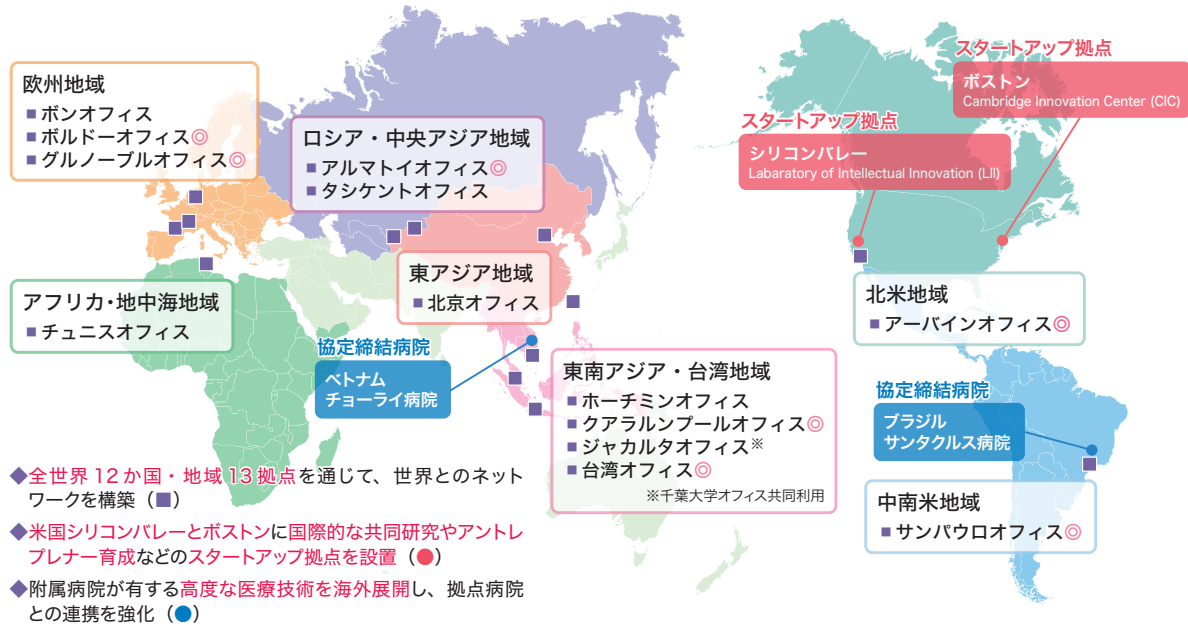 欧州地域
■ ボンオフィス
■ ボルドーオフィス◎
■ グルノーブルオフィス◎
ロシア・中央アジア地域
■ アルマトイオフィス◎
■ タシケントオフィス
アフリカ・地中海地域
■ チュニスオフィス
東アジア地域
■ 北京オフィス
協定締結病院
ベトナム
チョーライ病院
東南アジア・台湾地域
■ ホーチミンオフィス
■ クアラルンプールオフィス◎
■ ジャカルタオフィス※
■ 台湾オフィス◎
※千葉大学オフィス共同利用
スタートアップ拠点
ボストン
Cambridge Innovation Center (CIC)
スタートアップ拠点
シリコンバレー
Labaratory of Intellectual Innovation (LII)
北米地域
■ アーバインオフィス◎
協定締結病院
ブラジル
サンタクルス病院
中南米地域
■ サンパウロオフィス◎
◆全世界 12 か国・地域 13 拠点を通じて、世界とのネット
ワークを構築（■）
◆米国シリコンバレーとボストンに国際的な共同研究やアントレ
プレナー育成などのスタートアップ拠点を設置（●）
◆附属病院が有する高度な医療技術を海外展開し、拠点病院
との連携を強化（●）